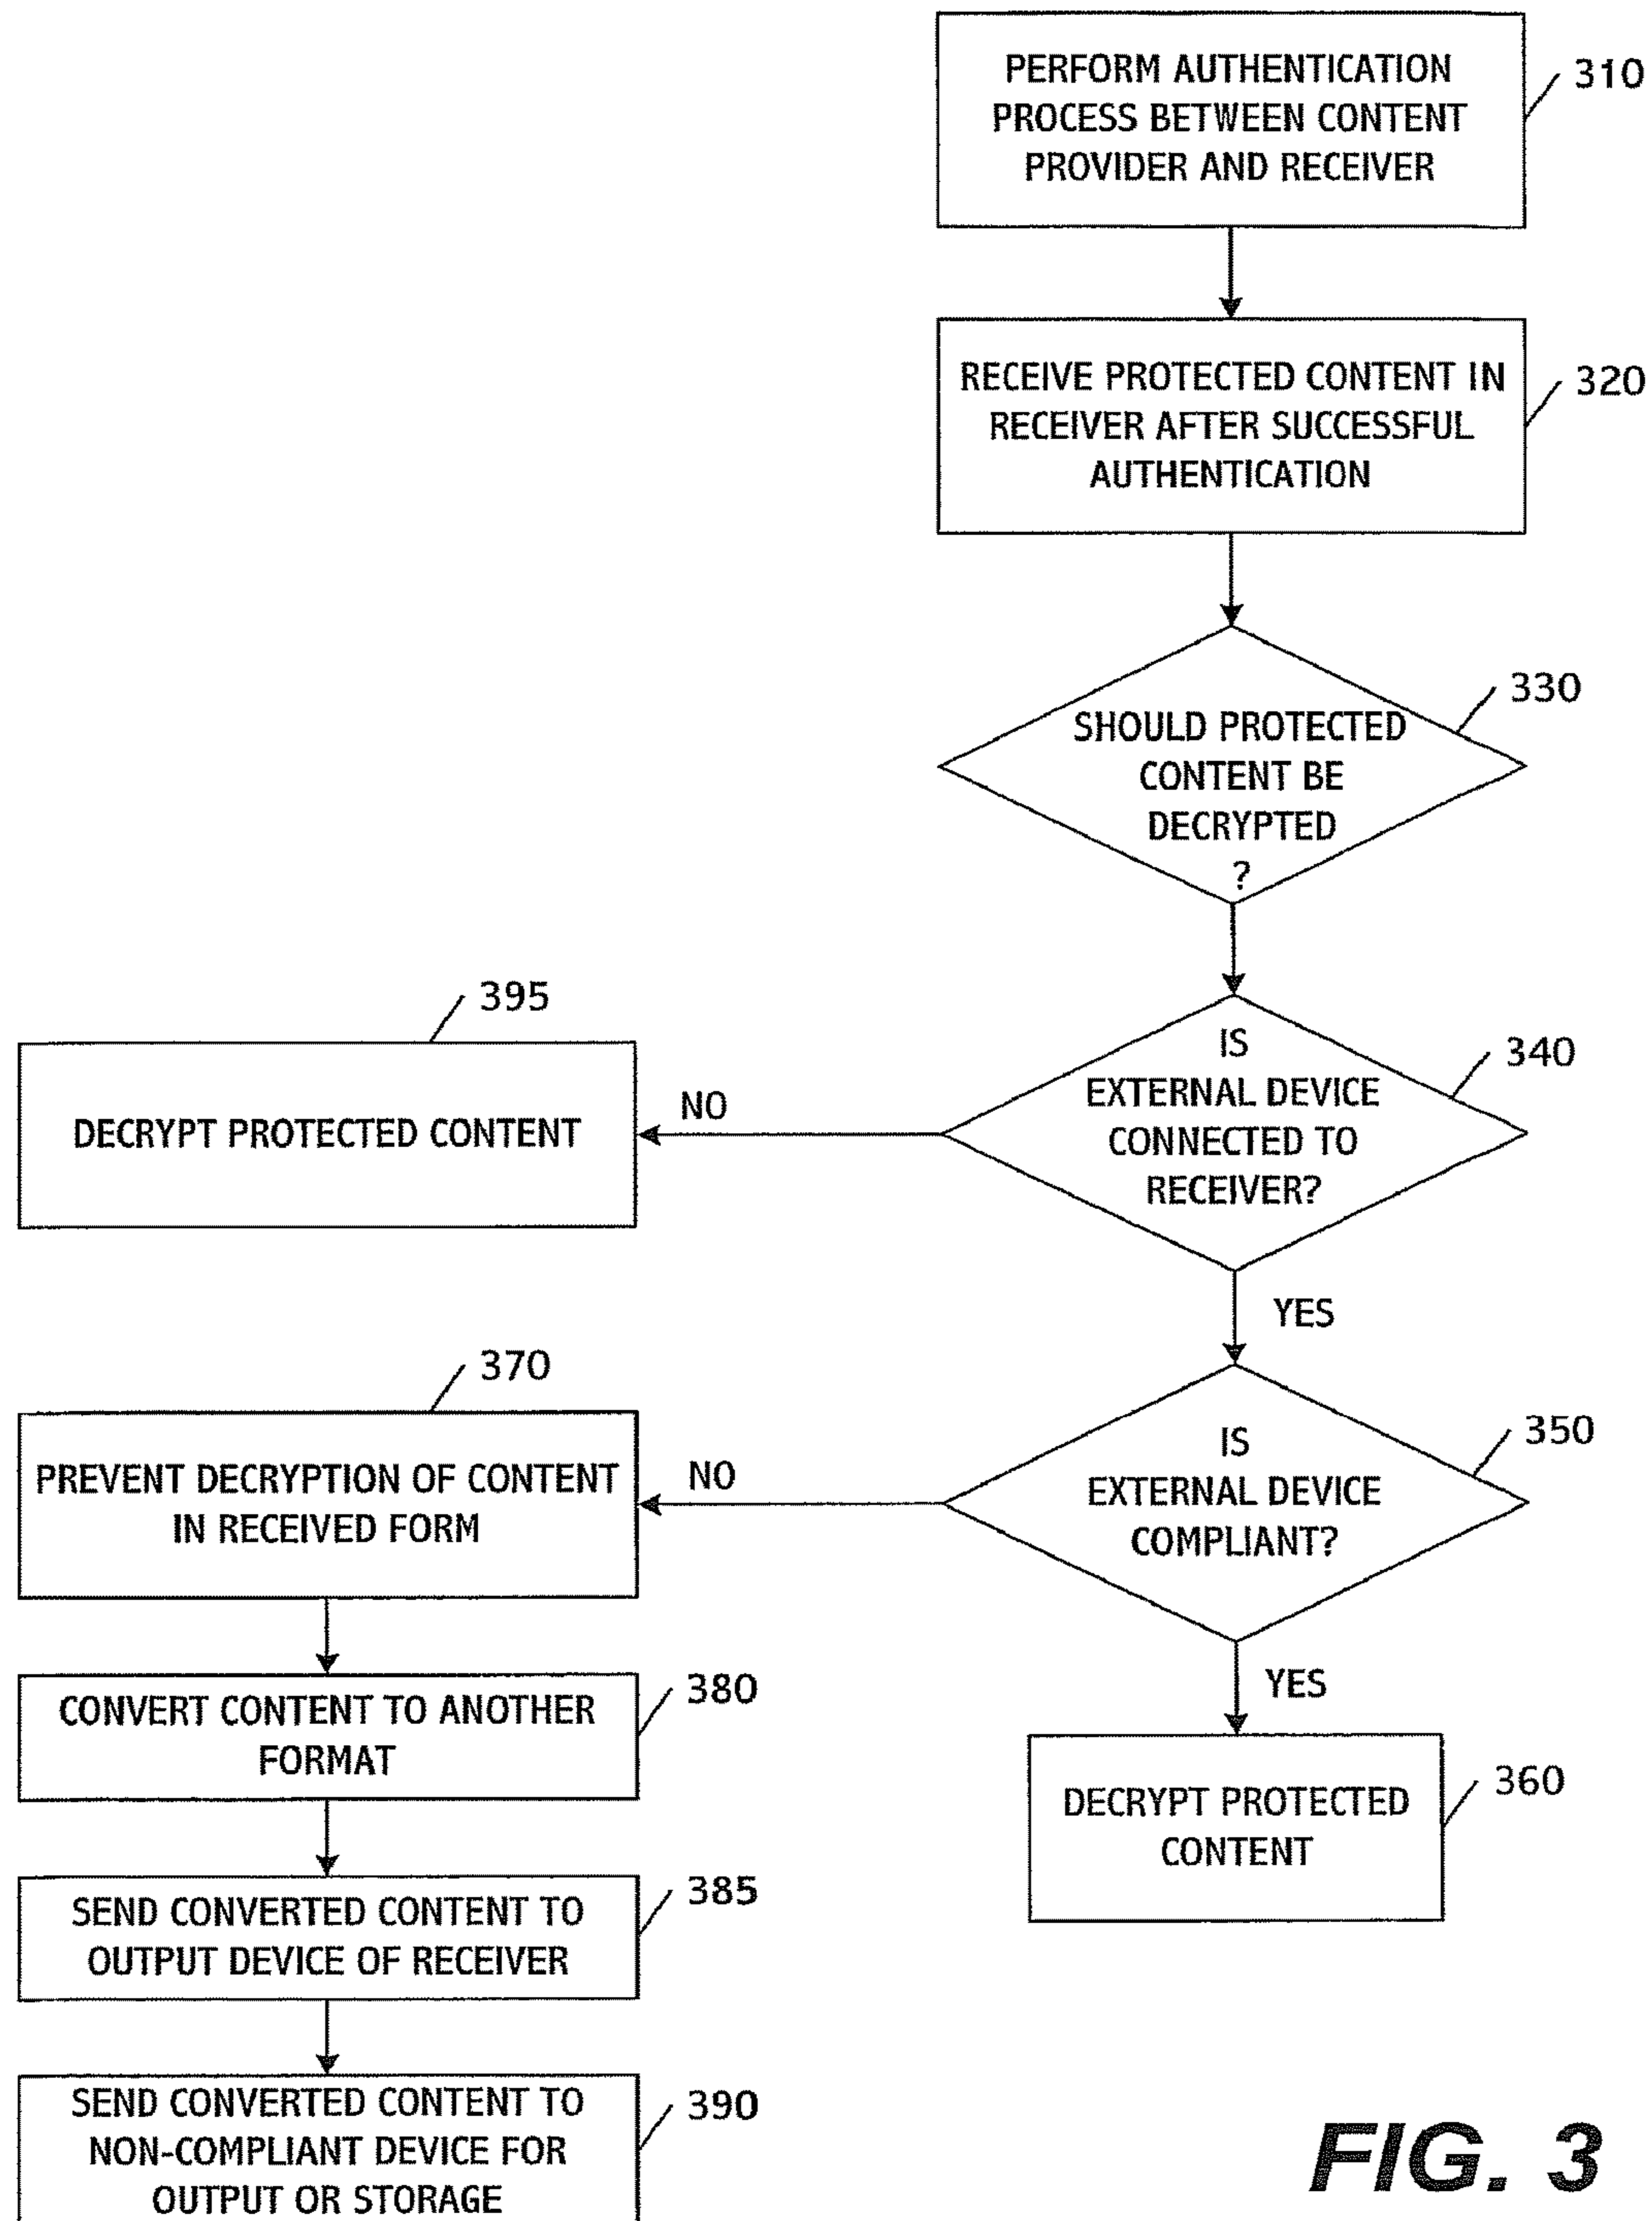 PERFORM AUTHENTICATION
PROCESS BETWEEN CONTENT
PROVIDER AND RECEIVER
310
RECEIVE PROTECTED CONTENT IN
RECEIVER AFTER SUCCESSFUL
AUTHENTICATION
320
SHOULD PROTECTED
CONTENT BE
DECRYPTED
?
330
IS
EXTERNAL DEVICE
CONNECTED TO
RECEIVER?
340
NO
395
DECRYPT PROTECTED CONTENT
YES
IS
EXTERNAL DEVICE
COMPLIANT?
350
NO
370
PREVENT DECRYPTION OF CONTENT
IN RECEIVED FORM
YES
DECRYPT PROTECTED
CONTENT
360
CONVERT CONTENT TO ANOTHER
FORMAT
380
SEND CONVERTED CONTENT TO
OUTPUT DEVICE OF RECEIVER
385
SEND CONVERTED CONTENT TO
NON-COMPLIANT DEVICE FOR
OUTPUT OR STORAGE
390
FIG. 3